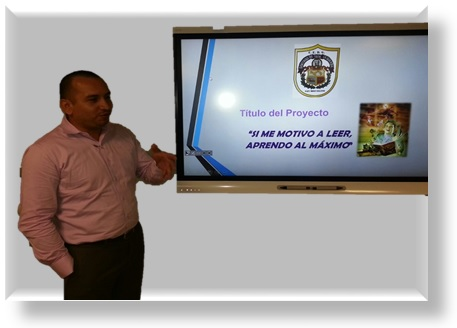 Título del Proyecto
"SI ME MOTIVO A LEER,
APRENDO AL MÁXIMO"